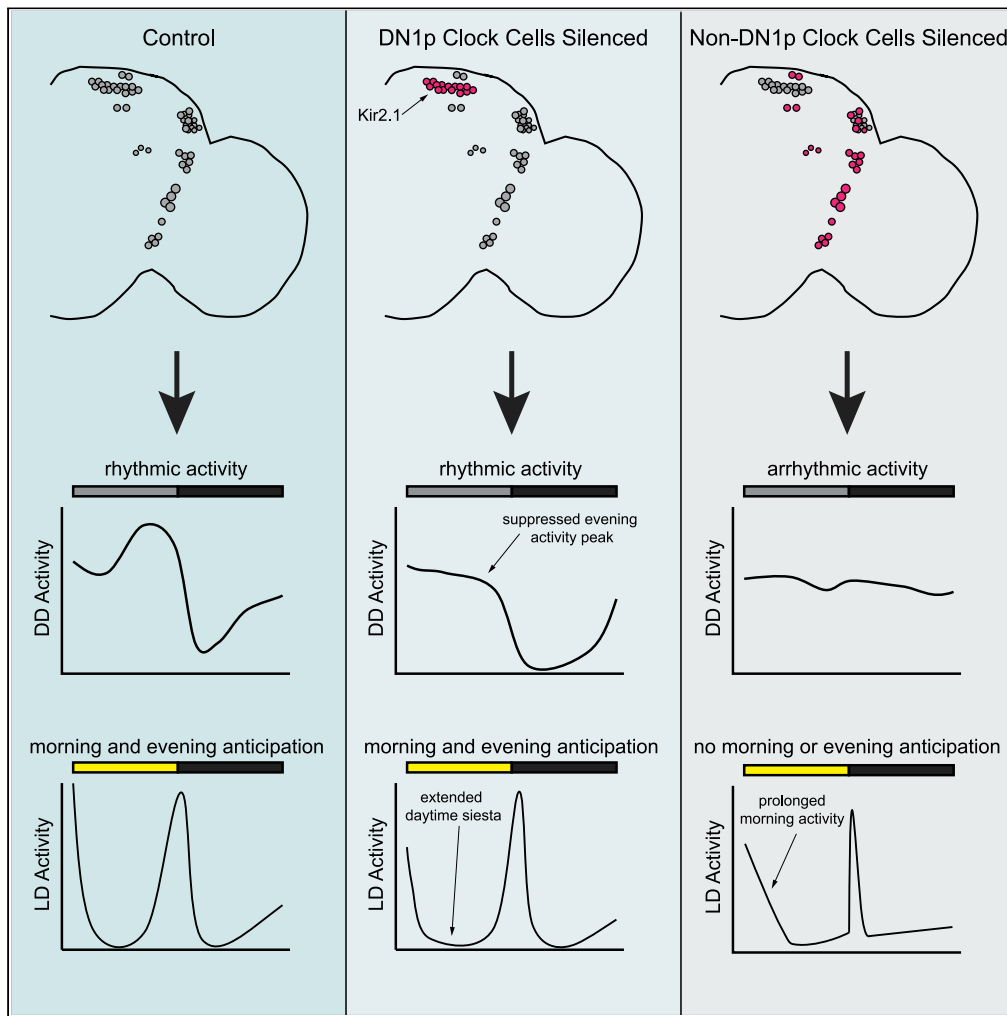 Control
DN1p Clock Cells Silenced
Non-DN1p Clock Cells Silenced
Kir2.1
rhythmic activity
rhythmic activity
arrhythmic activity
DD Activity
suppressed evening
activity peak
DD Activity
DD Activity
morning and evening anticipation
morning and evening anticipation
no morning or evening anticipation
LD Activity
extended
daytime siesta
LD Activity
prolonged
morning activity
LD Activity